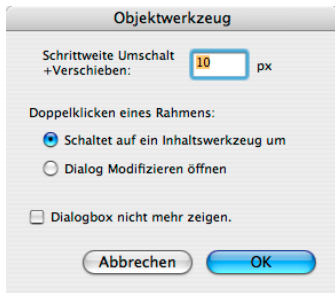 Objektwerkzeug
Schrittweite Umschalt
+Verschieben:
10
px
Doppelklicken eines Rahmens:
Schaltet auf ein Inhaltswerkzeug um
Dialog Modifizieren öffnen
Dialogbox nicht mehr zeigen.
Abbrechen
OK